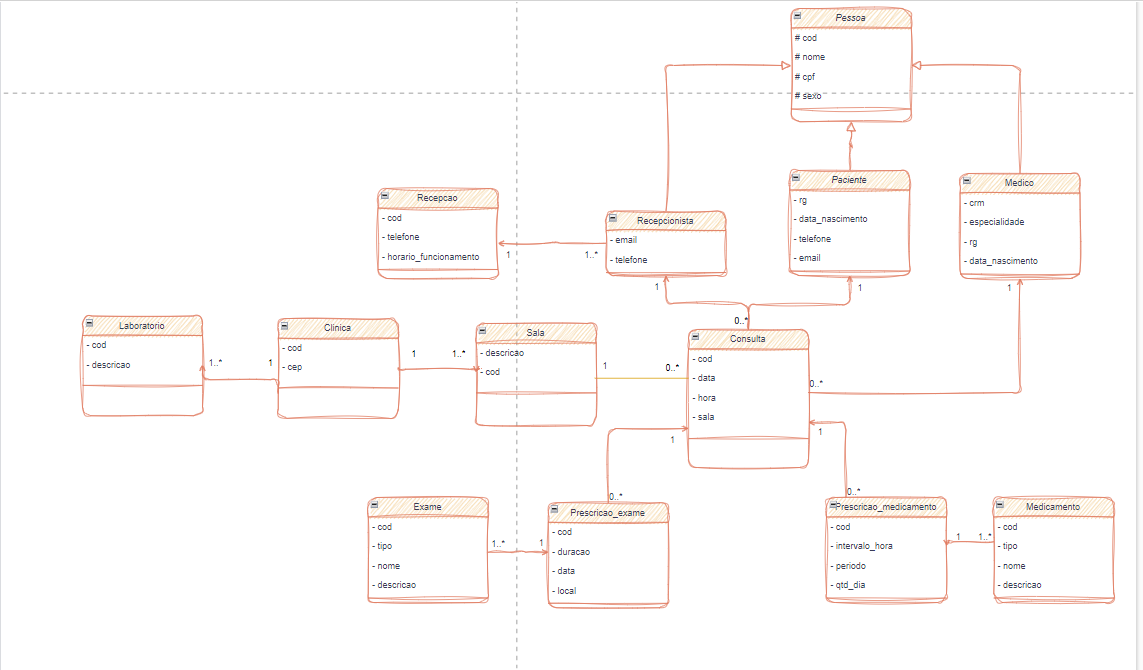 Pessoa
# cod
# nome
# cpf
# sexo
Recepcao
- cod
- telefone
- horario_funcionamento
1
1..*
Recepcionista
- email
- telefone
Paciente
- rg
- data_nascimento
- telefone
- email
Medico
- crm
- especialidade
- rg
- data_nascimento
1
1
1
0..*
Laboratorio
- cod
- descricao
1..*
1
Clinica
- cod
- cep
1
1..*
Sala
- descricao
- cod
1
0..*
Consulta
- cod
- data
- hora
- sala
0..*
1
1
0..*
0..*
Exame
- cod
- tipo
- nome
- descricao
1..*
1
Prescricao_exame
- cod
- duracao
- data
- local
Prescricao_medicamento
- cod
- intervalo_hora
- periodo
- qtd_dia
1
1..*
Medicamento
- cod
- tipo
- nome
- descricao